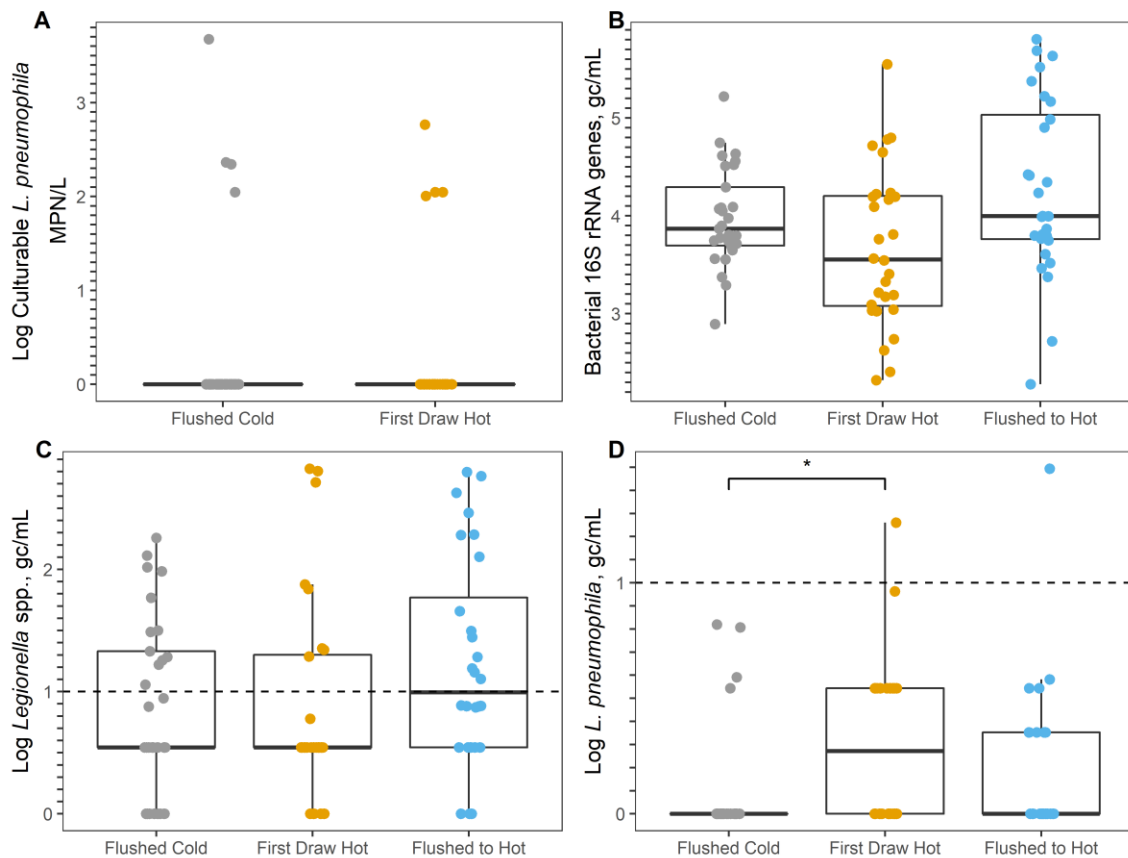 A
Log Culturable L. pneumophila
MPN/L
3
2
1
0
Flushed Cold
First Draw Hot
B
Bacterial 16S rRNA genes, gc/mL
5
4
3
Flushed Cold
First Draw Hot
Flushed to Hot
C
Log Legionella spp., gc/mL
2
1
0
Flushed Cold
First Draw Hot
Flushed to Hot
D
Log L. pneumophila, gc/mL
*
1
0
Flushed Cold
First Draw Hot
Flushed to Hot